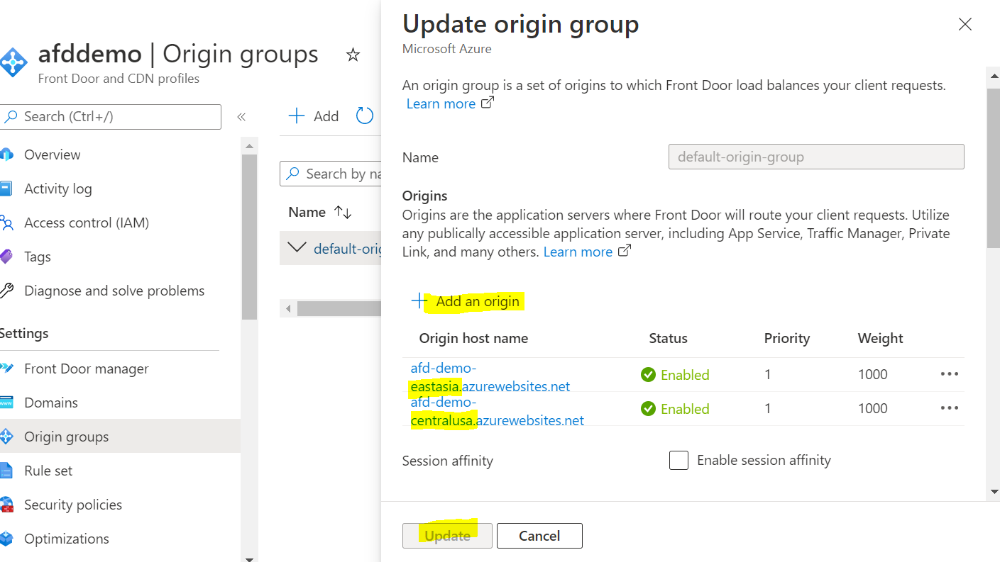 afddemo | Origin groups
Front Door and CDN profiles
Search (Ctrl+/)
«
Overview
Activity log
Access control (IAM)
Tags
Diagnose and solve problems
Settings
Front Door manager
Domains
Origin groups
Rule set
Security policies
Optimizations
Add
Search by na
Name
default-orig
Update origin group
Microsoft Azure
An origin group is a set of origins to which Front Door load balances your client requests.
Learn more
Name
default-origin-group
Origins
Origins are the application servers where Front Door will route your client requests. Utilize
any publically accessible application server, including App Service, Traffic Manager, Private
Link, and many others. Learn more
Add an origin
Origin host name Status Priority Weight
afd-demo-
eastasia.azurewebsites.net Enabled 1 1000 •••
afd-demo-
centralusa.azurewebsites.net Enabled 1 1000 •••
Session affinity Enable session affinity
Update Cancel